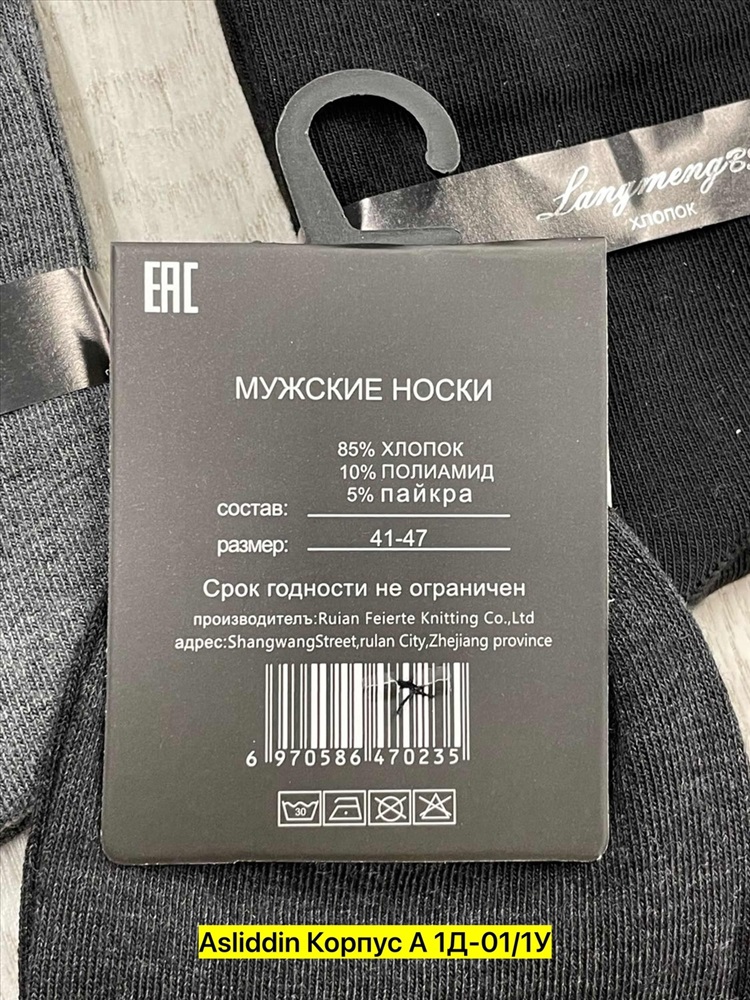 LangmengBS
ХЛОПОК
EAC
МУЖСКИЕ НОСКИ
85% ХЛОПОК
10% ПОЛИАМИД
5% пайкра
состав:
размер: 41-47
Срок годности не ограничен
производителъ:Ruian Feierte Knitting Co.,Ltd
адрес:ShangwangStreet,rulan City,Zhejiang province
6 970586 470235
30
Asliddin Корпус А 1Д-01/1У